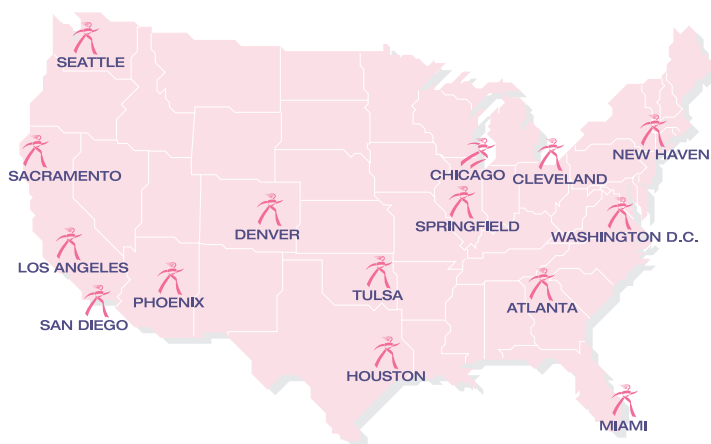 SEATTLE
NEW HAVEN
SACRAMENTO
CHICAGO
CLEVELAND
DENVER
SPRINGFIELD
WASHINGTON D.C.
LOS ANGELES
PHOENIX
TULSA
ATLANTA
SAN DIEGO
HOUSTON
MIAMI